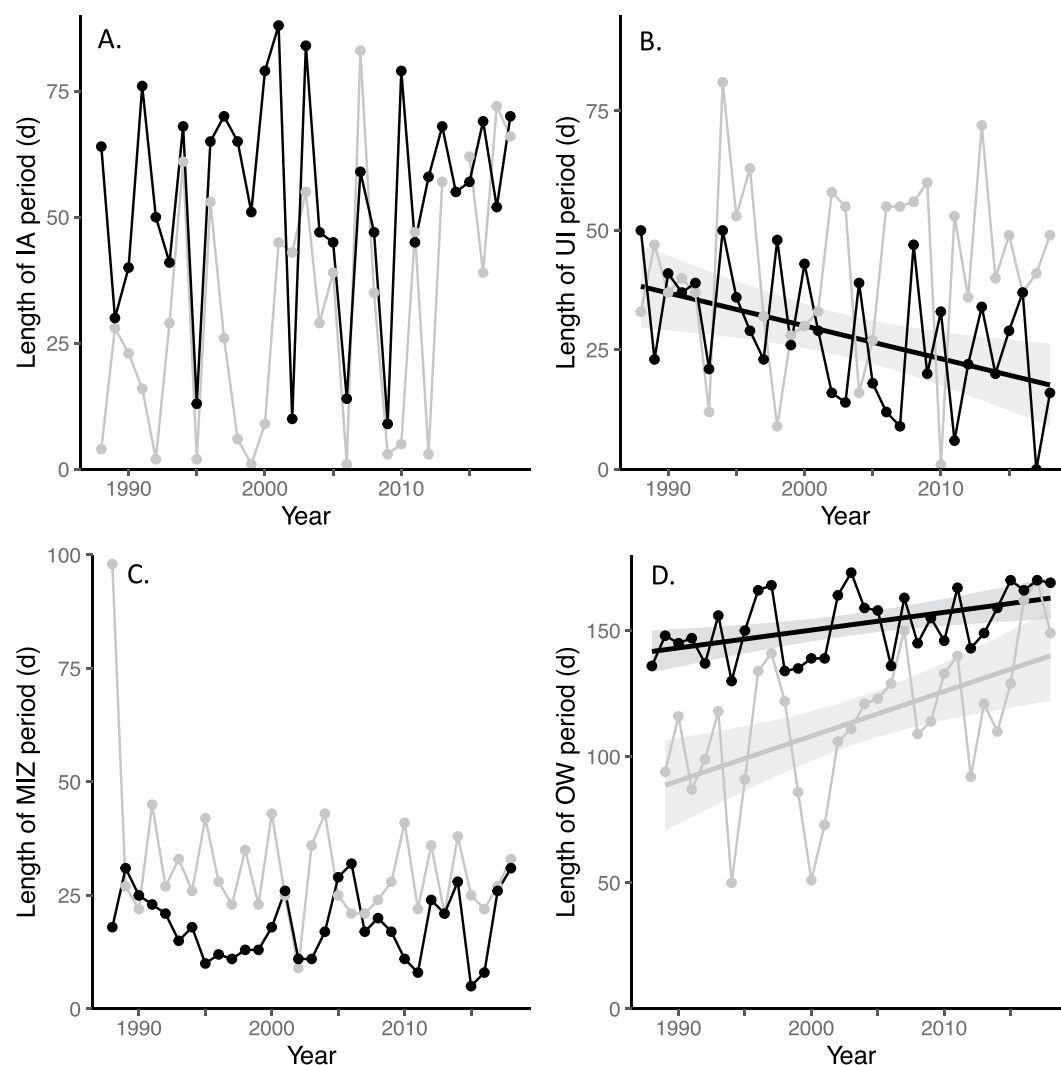 A.
Length of IA period (d)
75
50
25
0
1990
2000
2010
Year
B.
Length of UI period (d)
75
50
25
0
1990
2000
2010
Year
C.
Length of MIZ period (d)
100
75
50
25
0
1990
2000
2010
Year
D.
Length of OW period (d)
150
100
50
0
1990
2000
2010
Year